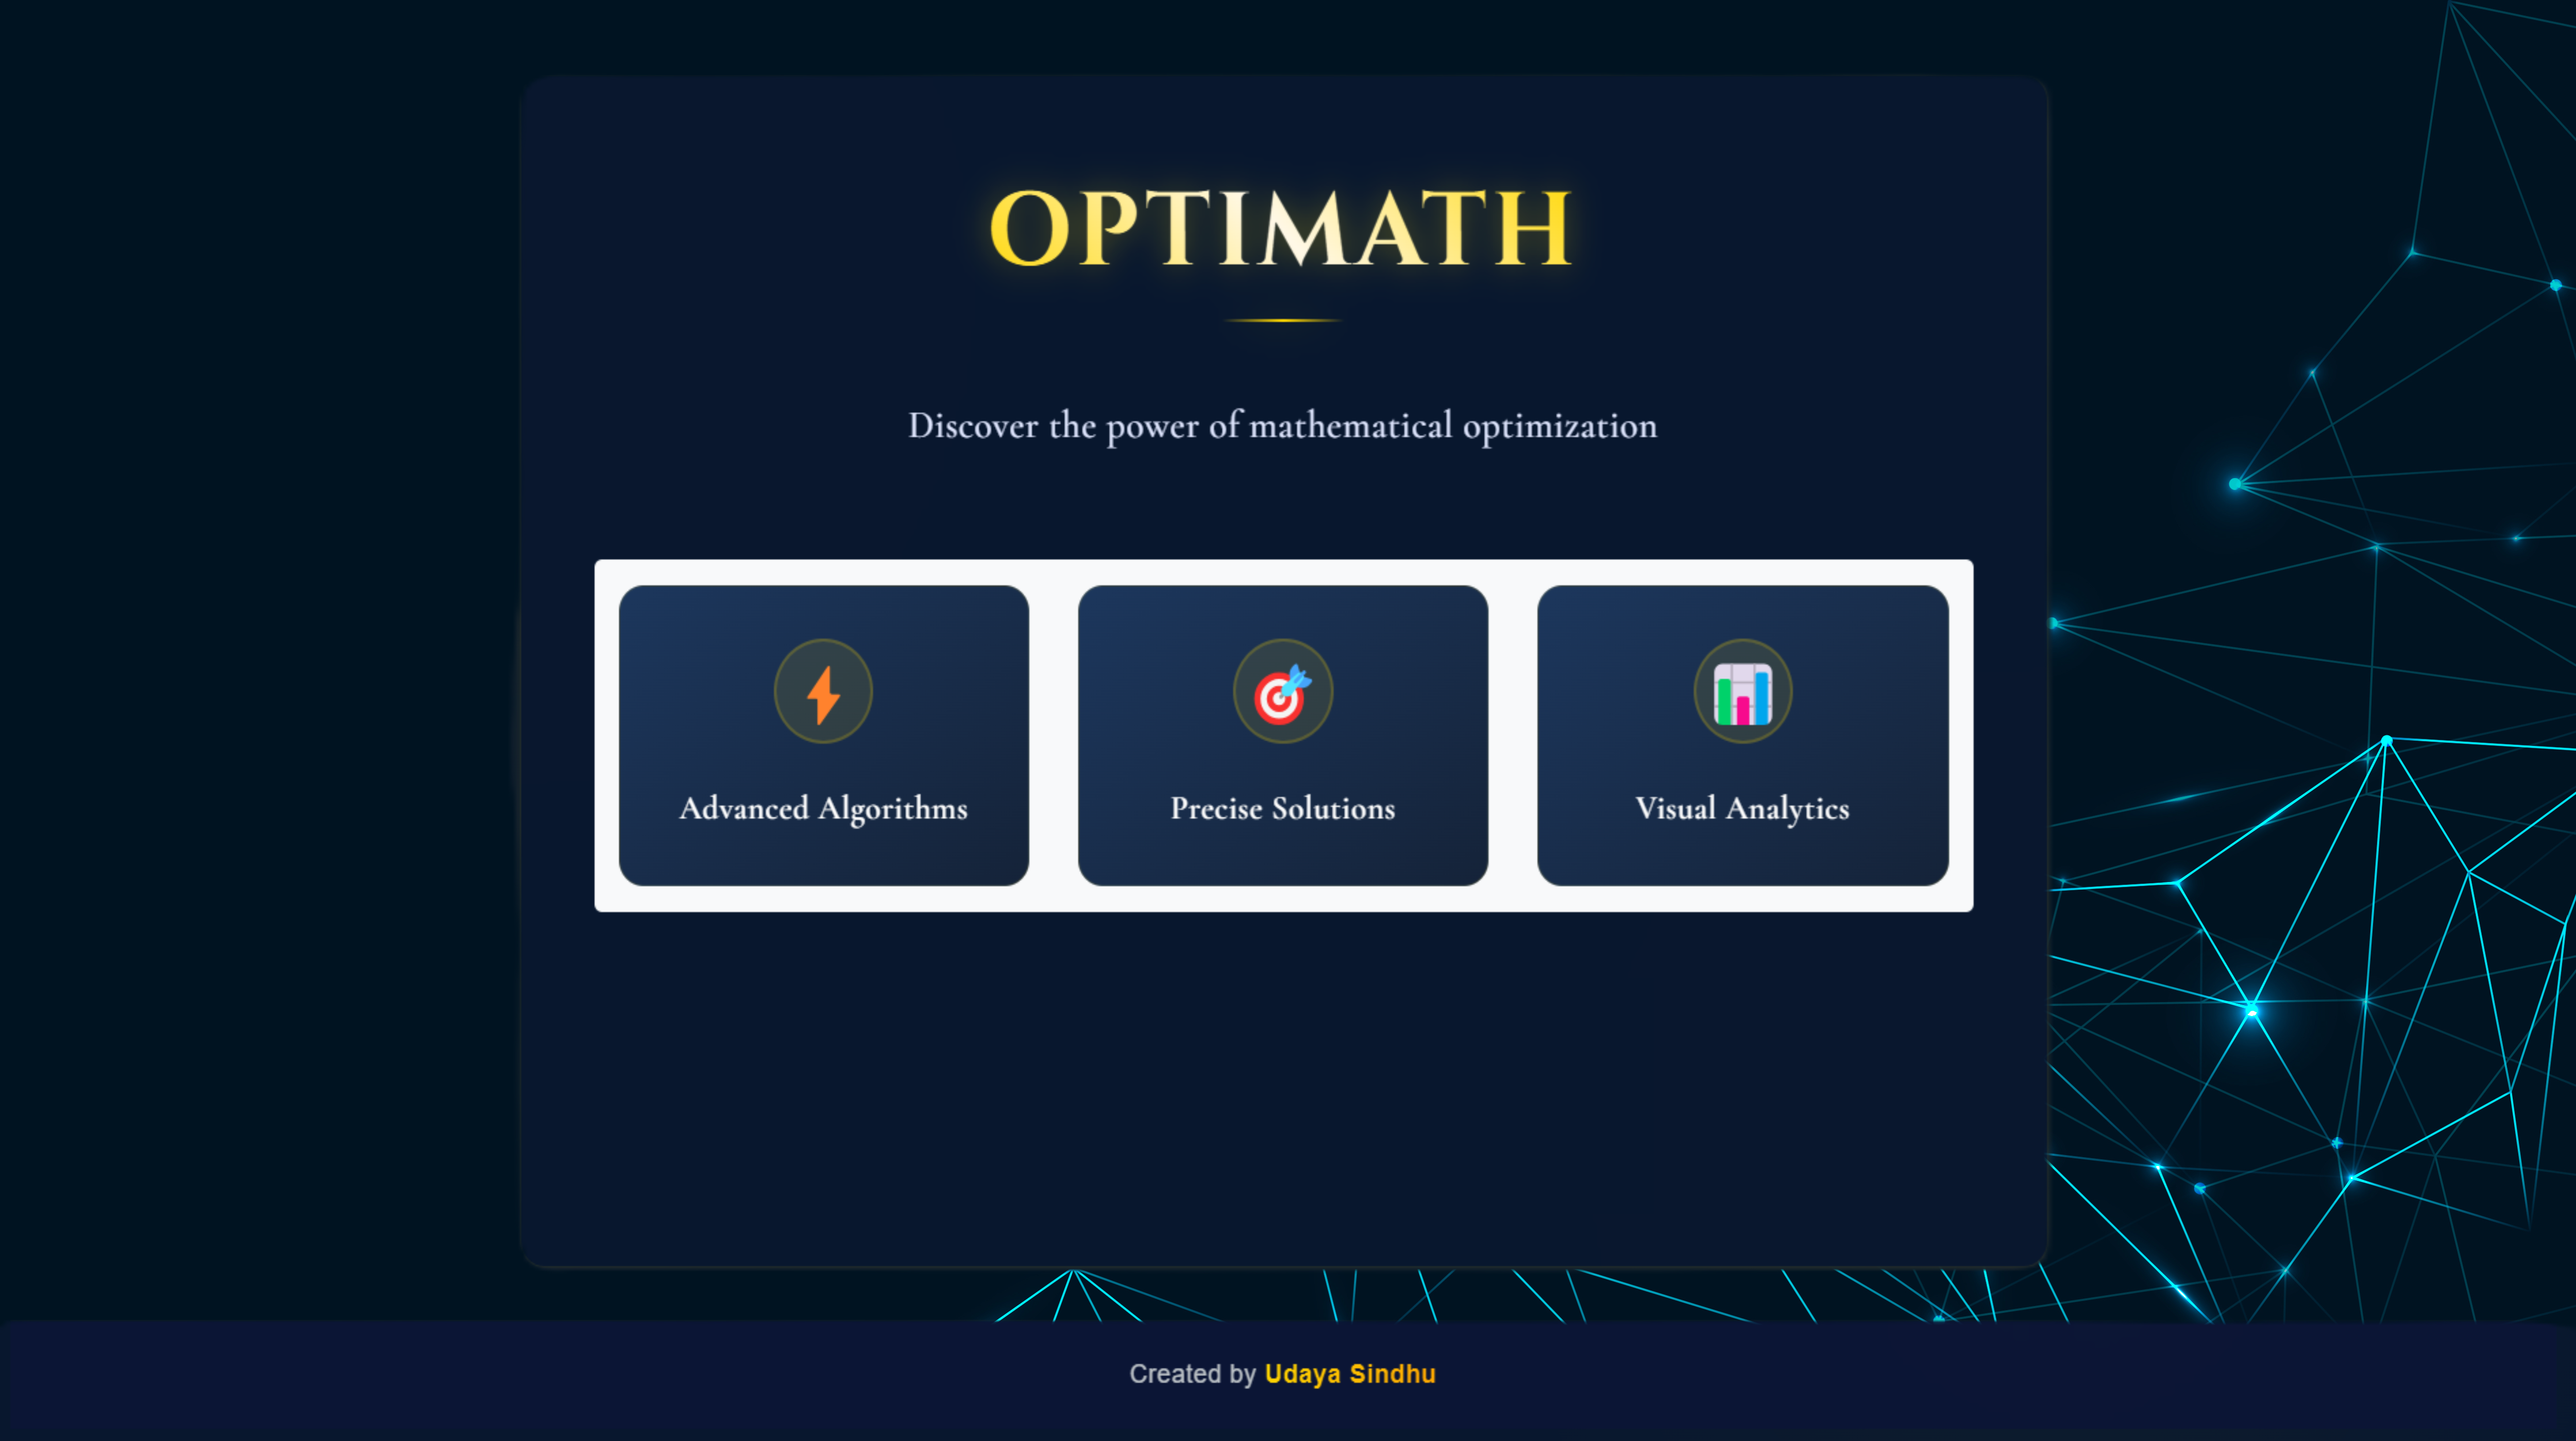 OPTIMATH
Discover the power of mathematical optimization
Advanced Algorithms
Precise Solutions
Visual Analytics
Created by Udaya Sindhu